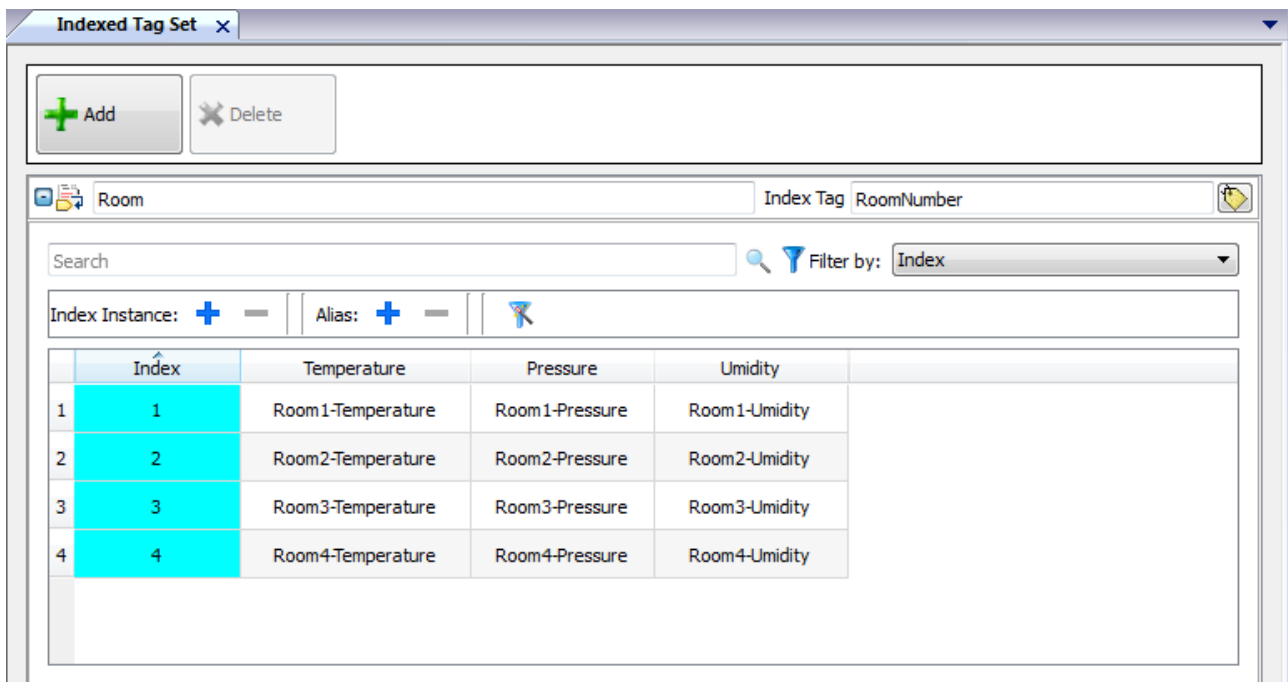 Indexed Tag Set x
Add Delete
Room Index Tag RoomNumber
Search Filter by: Index
Index Instance: Alias:
Index Temperature Pressure Umidity
1 1 Room1-Temperature Room1-Pressure Room1-Umidity
2 2 Room2-Temperature Room2-Pressure Room2-Umidity
3 3 Room3-Temperature Room3-Pressure Room3-Umidity
4 4 Room4-Temperature Room4-Pressure Room4-Umidity